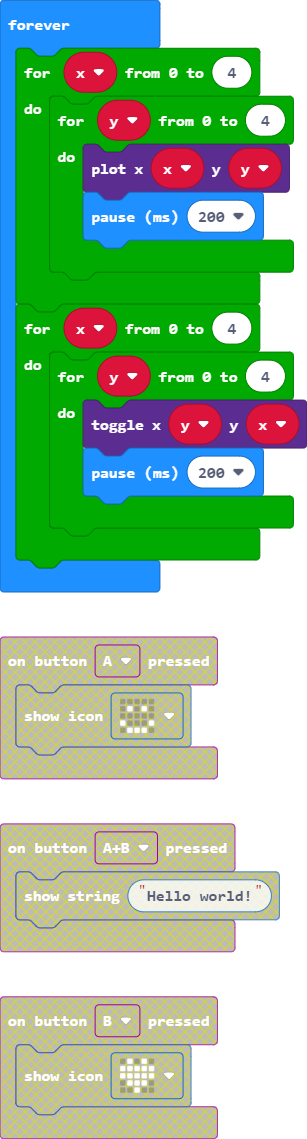 forever
for x from 0 to 4
do
for y from 0 to 4
do
plot x x y y
pause (ms) 200
for x from 0 to 4
do
for y from 0 to 4
do
toggle x y y x
pause (ms) 200
on button A pressed
show icon
on button A+B pressed
show string "Hello world!"
on button B pressed
show icon